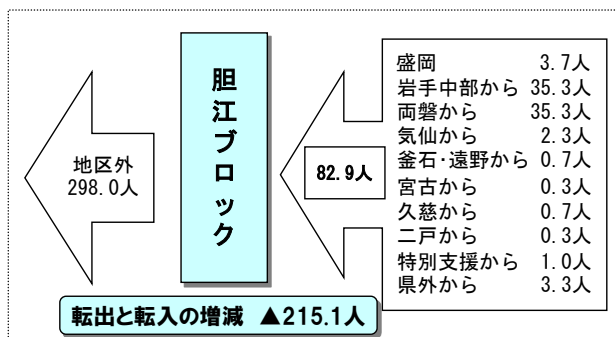 地区外
298.0人
胆江ブロック
82.9人
盛岡 3.7人
岩手中部から 35.3人
両磐から 35.3人
気仙から 2.3人
釜石・遠野から 0.7人
宮古から 0.3人
久慈から 0.7人
二戸から 0.3人
特別支援から 1.0人
県外から 3.3人
転出と転入の増減 ▲215.1人